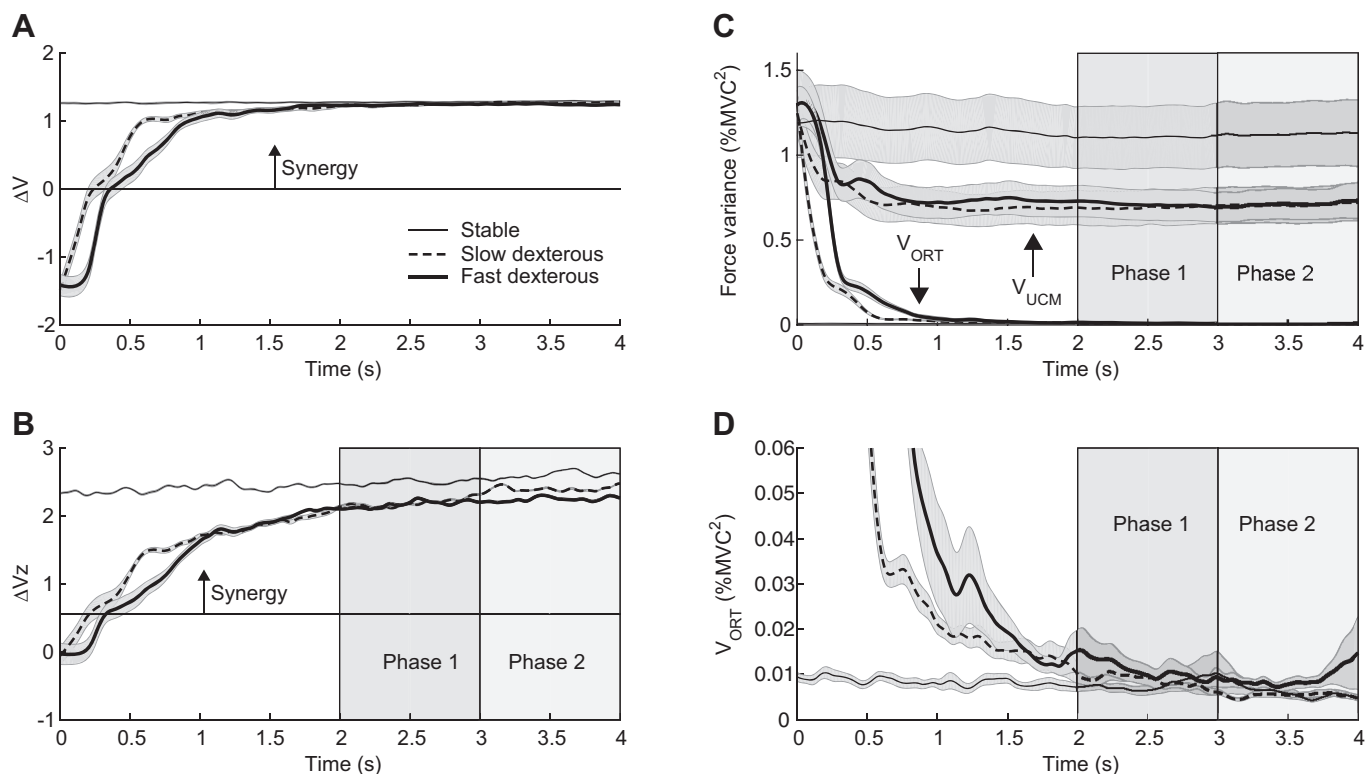 A
2
1
0
-1
-2
ΔV
Synergy
Stable
Slow dexterous
Fast dexterous
0 0.5 1 1.5 2 2.5 3 3.5 4
Time (s)
B
3
2
1
0
-1
ΔVz
Synergy
Phase 1
Phase 2
0 0.5 1 1.5 2 2.5 3 3.5 4
Time (s)
C
1.5
1
0.5
0
Force variance (%MVC²)
V_ORT
V_UCM
Phase 1
Phase 2
0 0.5 1 1.5 2 2.5 3 3.5 4
Time (s)
D
0.06
0.05
0.04
0.03
0.02
0.01
0
V_ORT (%MVC²)
Phase 1
Phase 2
0 0.5 1 1.5 2 2.5 3 3.5 4
Time (s)